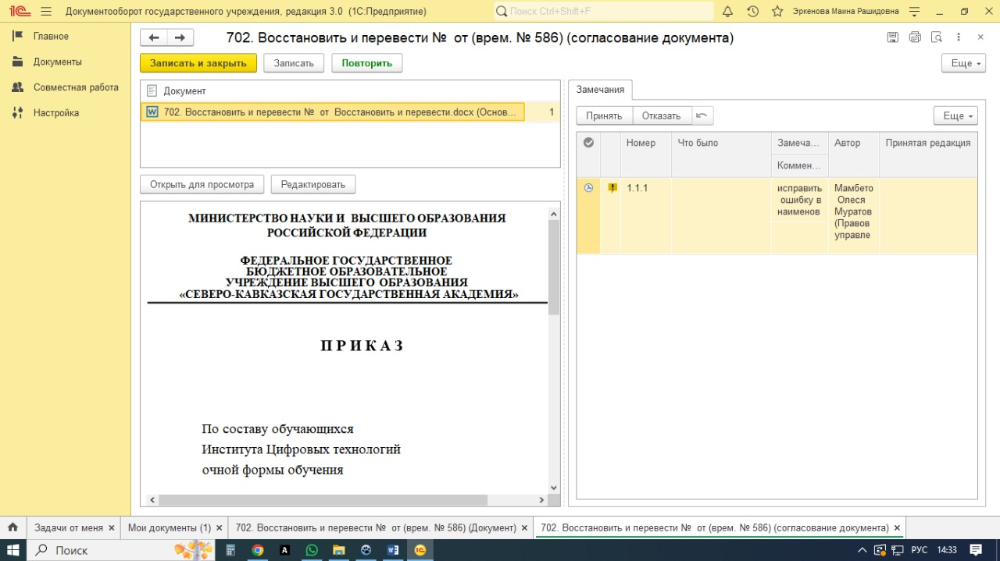 1С
Документооборот государственного учреждения, редакция 3.0 (1С:Предприятие)
Поиск Ctrl+Shift+F
Эркенова Маина Рашидовна
Главное
Документы
Совместная работа
Настройка
702. Восстановить и перевести № от (врем. № 586) (согласование документа)
Записать и закрыть
Записать
Повторить
Еще
Документ
702. Восстановить и перевести № от Восстановить и перевести.docx (Основ...
1
Открыть для просмотра
Редактировать
МИНИСТЕРСТВО НАУКИ И ВЫСШЕГО ОБРАЗОВАНИЯ
РОССИЙСКОЙ ФЕДЕРАЦИИ
ФЕДЕРАЛЬНОЕ ГОСУДАРСТВЕННОЕ
БЮДЖЕТНОЕ ОБРАЗОВАТЕЛЬНОЕ
УЧРЕЖДЕНИЕ ВЫСШЕГО ОБРАЗОВАНИЯ
«СЕВЕРО-КАВКАЗСКАЯ ГОСУДАРСТВЕННАЯ АКАДЕМИЯ»
П Р И К А З
По составу обучающихся
Института Цифровых технологий
очной формы обучения
Замечания
Принять
Отказать
Еще
Номер
Что было
Замеча...
Автор
Принятая редакция
Коммен...
1.1.1
исправить
ошибку в
наименов
Мамбето
Олеся
Муратов
(Правов
управле
Задачи от меня
Мои документы (1)
702. Восстановить и перевести № от (врем. № 586) (Документ)
702. Восстановить и перевести № от (врем. № 586) (согласование документа)
Поиск
РУС
14:33